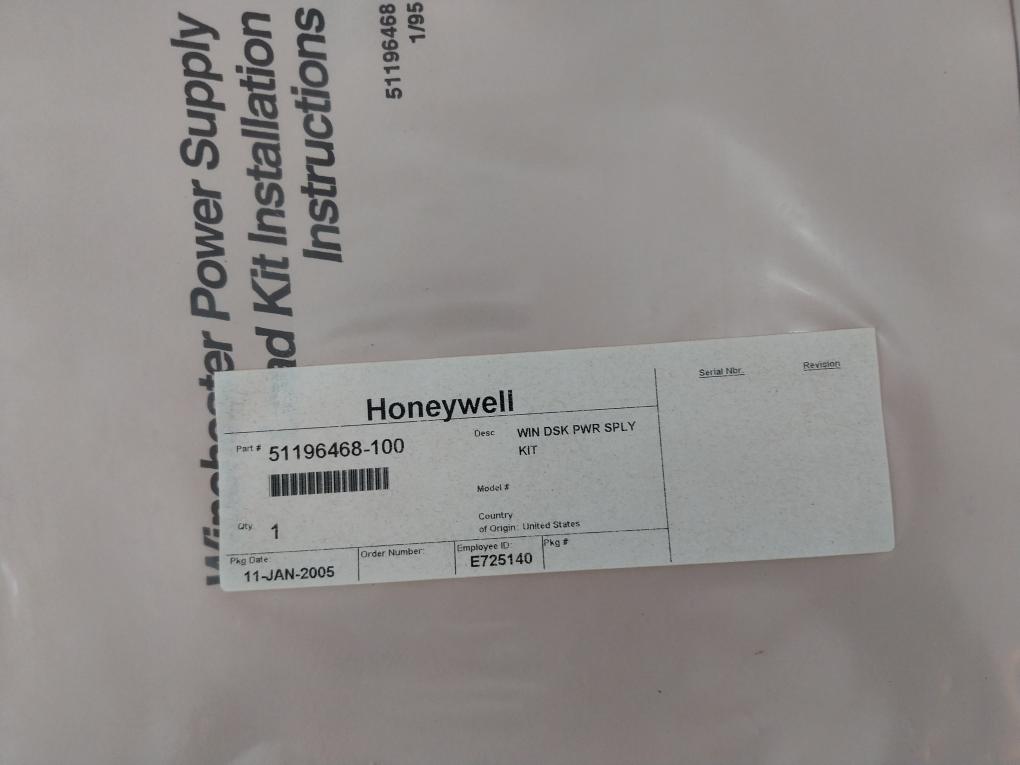 Winchester Power Supply
ad Kit Installation
Instructions
51196468
1/95
Honeywell
Part # 51196468-100
Desc WIN DSK PWR SPLY
KIT
Model #
Qty 1
Country
of Origin: United States
Pkg Date:
11-JAN-2005
Order Number:
Employee ID:
E725140
Pkg #
Serial Nbr.
Revision